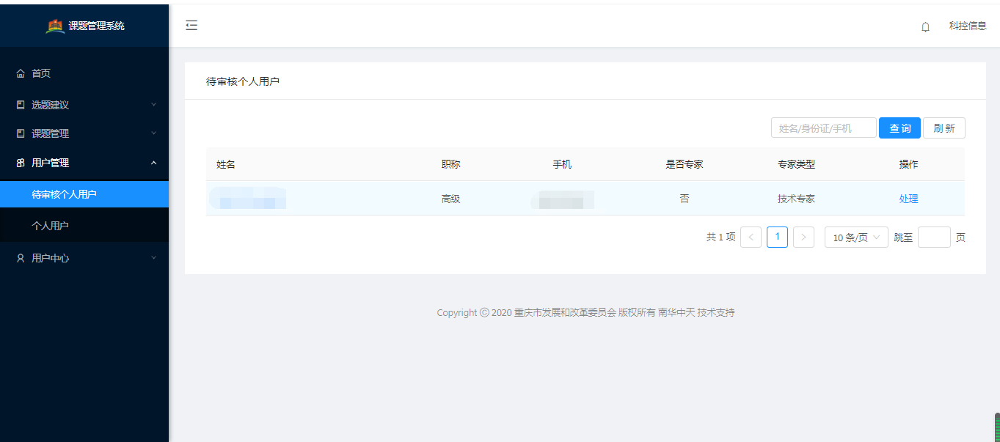 课题管理系统
科控信息
首页
选题建议
课题管理
用户管理
待审核个人用户
个人用户
用户中心
待审核个人用户
姓名/身份证/手机 查 询 刷 新
姓名 职称 手机 是否专家 专家类型 操作
高级 否 技术专家 处理
共 1 项 < 1 > 10 条/页 跳至 页
Copyright © 2020 重庆市发展和改革委员会 版权所有 南华中天 技术支持